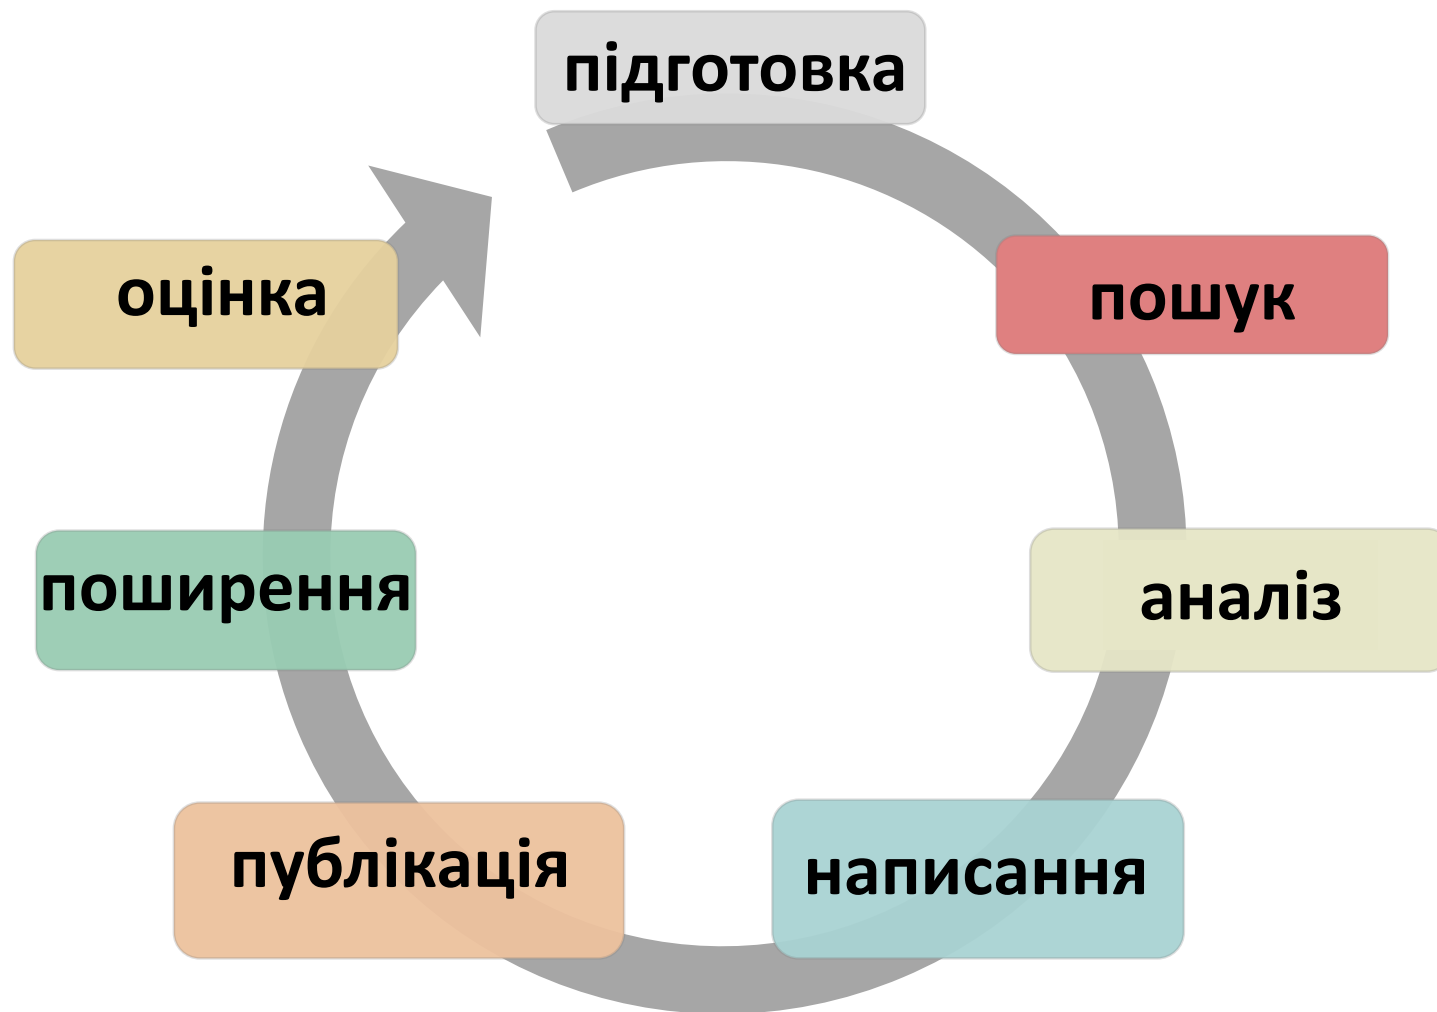 підготовка
пошук
аналіз
написання
публікація
поширення
оцінка